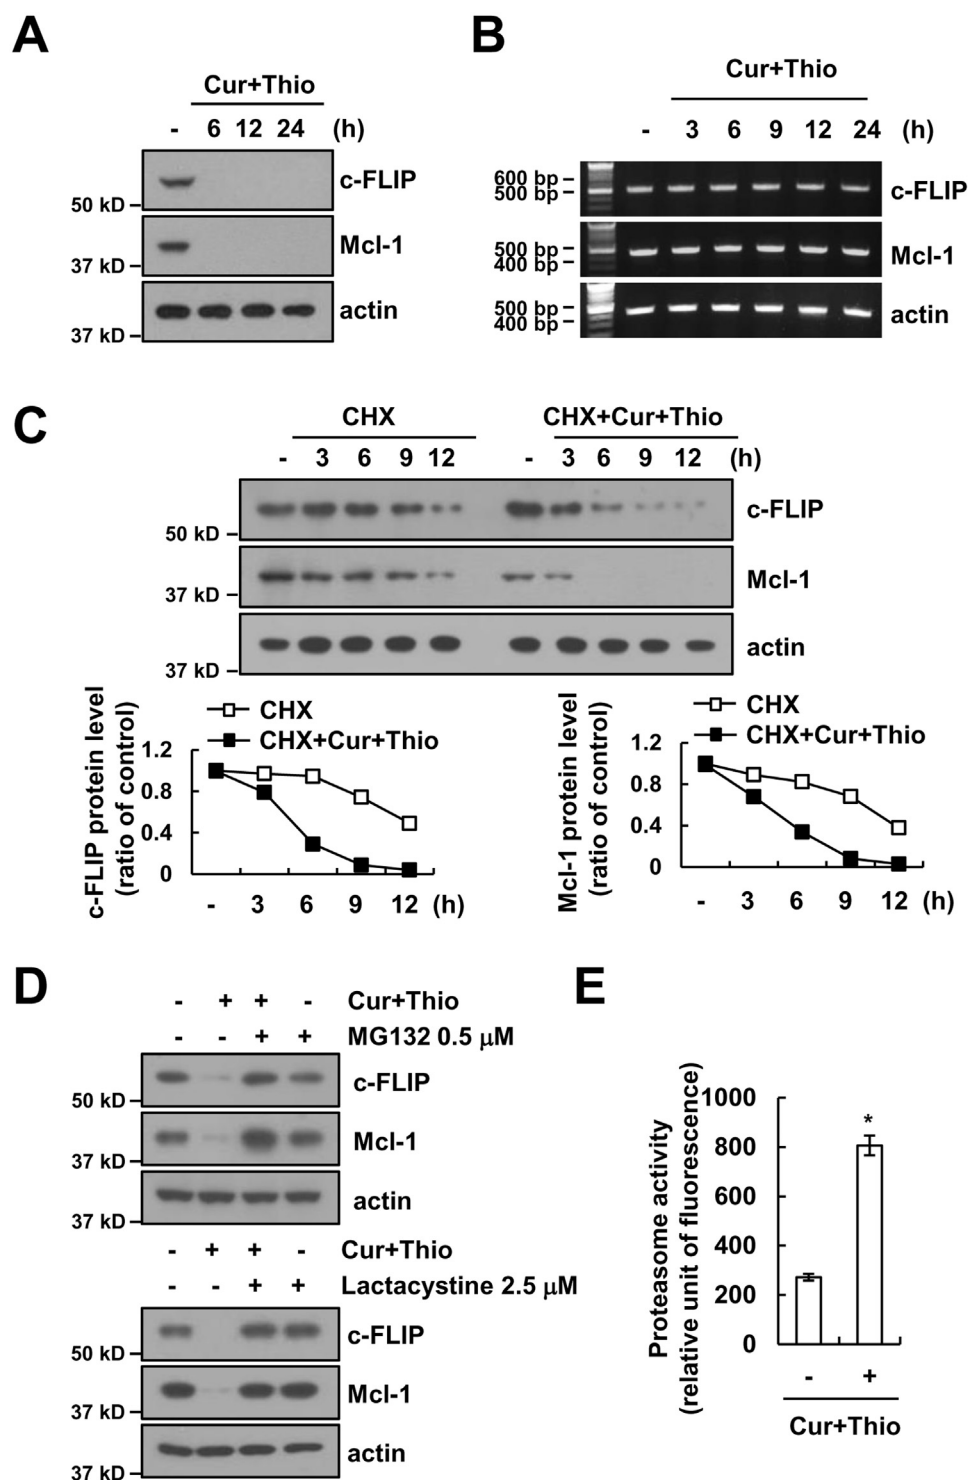 A
Cur+Thio
- 6 12 24 (h)
c-FLIP
50 kD
Mcl-1
37 kD
actin
37 kD
B
Cur+Thio
- 3 6 9 12 24 (h)
600 bp
500 bp
c-FLIP
500 bp
400 bp
Mcl-1
500 bp
400 bp
actin
C
CHX CHX+Cur+Thio
- 3 6 9 12 - 3 6 9 12 (h)
c-FLIP
50 kD
Mcl-1
37 kD
actin
37 kD
CHX
CHX+Cur+Thio
c-FLIP protein level
(ratio of control)
1.2
0.8
0.4
0
- 3 6 9 12 (h)
CHX
CHX+Cur+Thio
Mcl-1 protein level
(ratio of control)
1.2
0.8
0.4
0
- 3 6 9 12 (h)
D
- + + - Cur+Thio
- - + + MG132 0.5 μM
c-FLIP
50 kD
Mcl-1
37 kD
actin
37 kD
- + + - Cur+Thio
- - + + Lactacystine 2.5 μM
c-FLIP
50 kD
Mcl-1
37 kD
actin
37 kD
E
Proteasome activity
(relative unit of fluorescence)
1000
800
600
400
200
0
*
- +
Cur+Thio